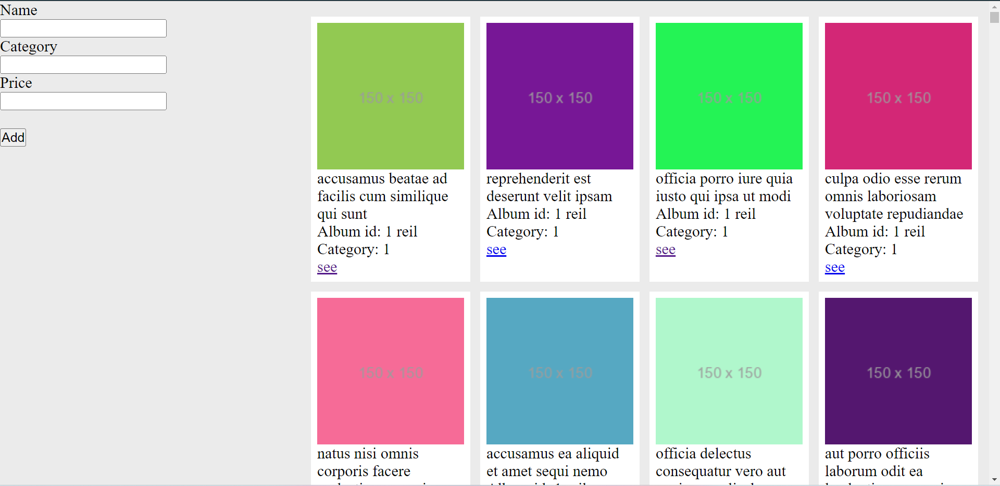 Name
Category
Price
Add
150 x 150
accusamus beatae ad
facilis cum similique
qui sunt
Album id: 1 reil
Category: 1
see
150 x 150
reprehenderit est
deserunt velit ipsam
Album id: 1 reil
Category: 1
see
150 x 150
officia porro iure quia
iusto qui ipsa ut modi
Album id: 1 reil
Category: 1
see
150 x 150
culpa odio esse rerum
omnis laboriosam
voluptate repudiandae
Album id: 1 reil
Category: 1
see
150 x 150
natus nisi omnis
corporis facere
150 x 150
accusamus ea aliquid
et amet sequi nemo
150 x 150
officia delectus
consequatur vero aut
150 x 150
aut porro officiis
laborum odit ea